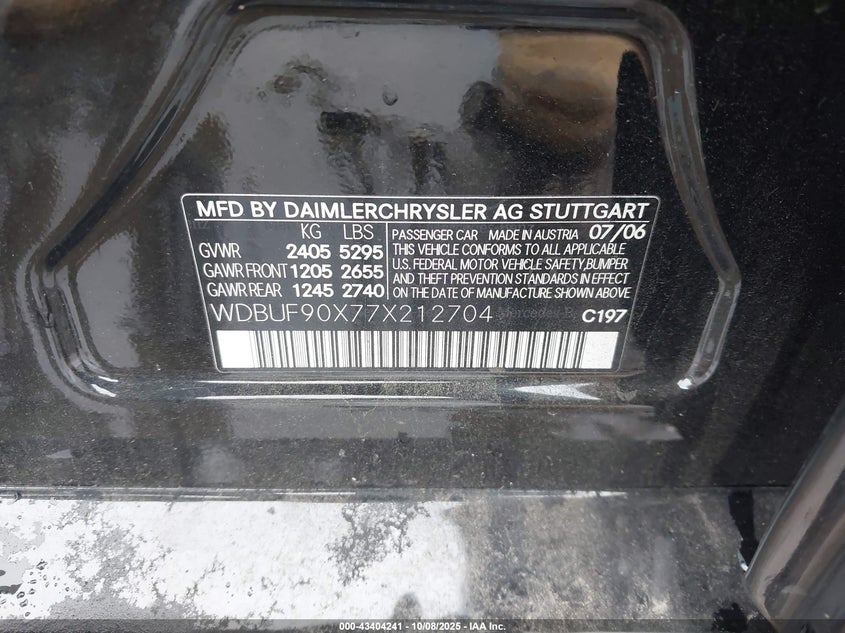 MFD BY DAIMLERCHRYSLER AG STUTTGART
KG LBS
GVWR 2405 5295
GAWR FRONT 1205 2655
GAWR REAR 1245 2740
PASSENGER CAR MADE IN AUSTRIA 07/06
THIS VEHICLE CONFORMS TO ALL APPLICABLE
U.S. FEDERAL MOTOR VEHICLE SAFETY,BUMPER
AND THEFT PREVENTION STANDARDS IN EFFECT
ON THE DATE OF MANUFACTURE SHOWN ABOVE
WDBUF90X77X212704
C197
000-43404241 - 10/08/2025 - IAA Inc.